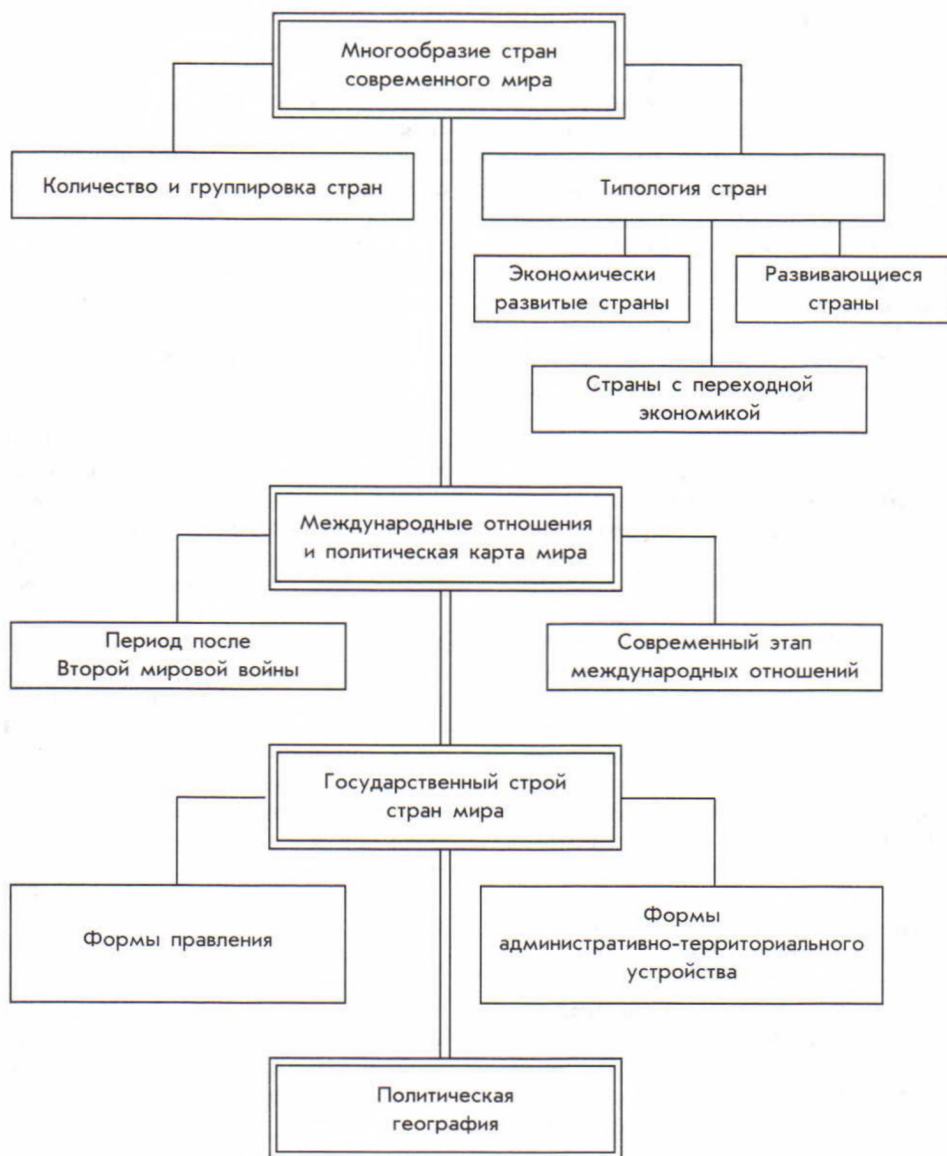 Многообразие стран
современного мира
Количество и группировка стран
Типология стран
Экономически
развитые страны
Развивающиеся
страны
Страны с переходной
экономикой
Международные отношения
и политическая карта мира
Период после
Второй мировой войны
Современный этап
международных отношений
Государственный строй
стран мира
Формы правления
Формы
административно-территориального
устройства
Политическая
география